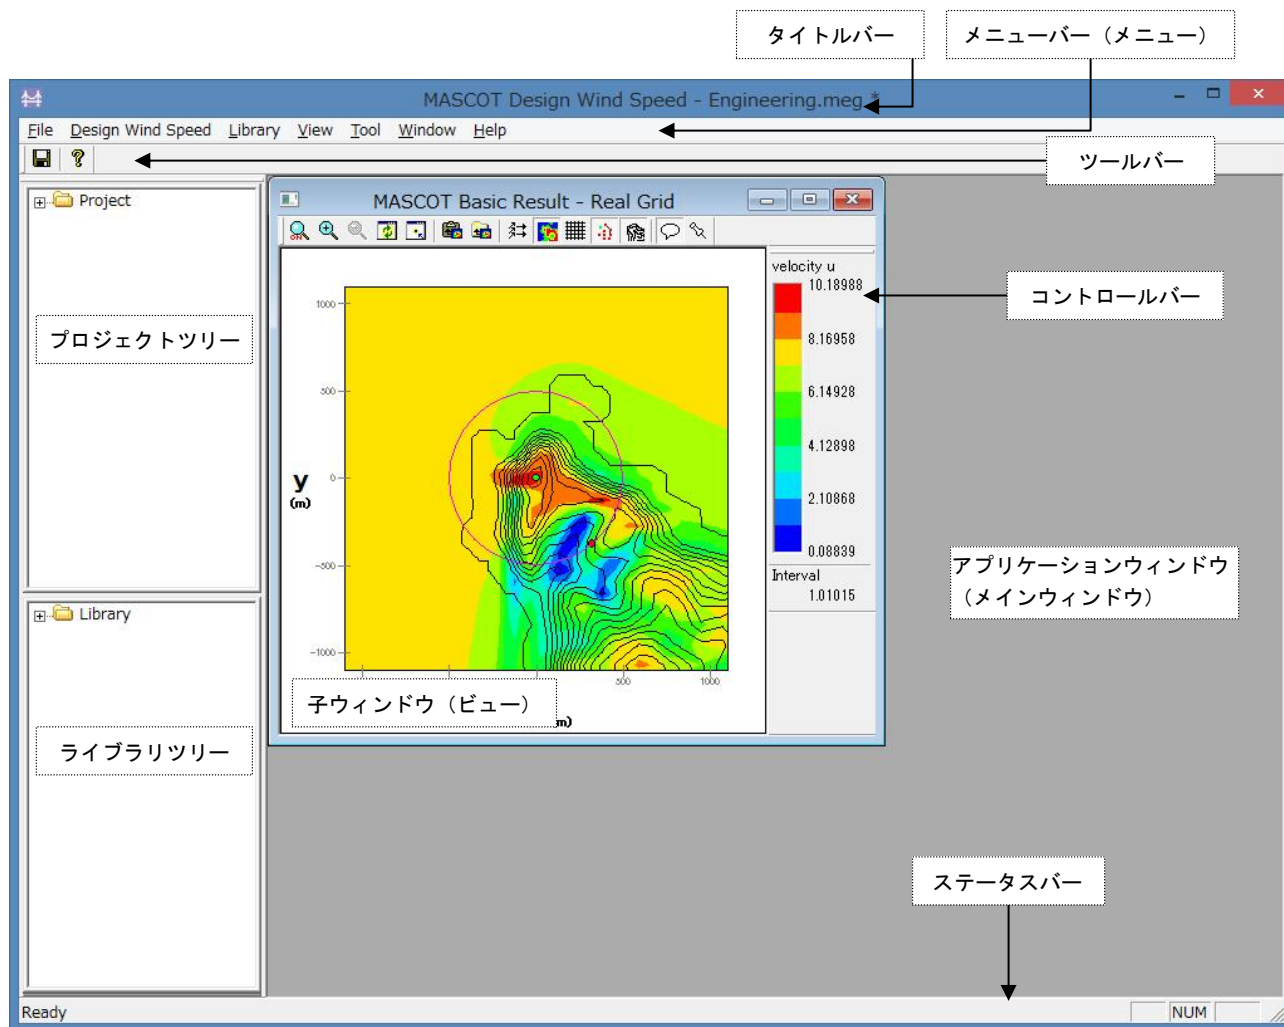 タイトルバー
メニューバー（メニュー）
MASCOT Design Wind Speed - Engineering.meg *
File Design Wind Speed Library View Tool Window Help
ツールバー
Project
プロジェクトツリー
MASCOT Basic Result - Real Grid
velocity u
10.18988
8.16958
6.14928
4.12898
2.10868
0.08839
Interval
1.01015
コントロールバー
1000
500
0
-500
-1000
y
(m)
500
1000
子ウィンドウ（ビュー）
m)
アプリケーションウィンドウ
（メインウィンドウ）
Library
ライブラリツリー
ステータスバー
Ready
NUM